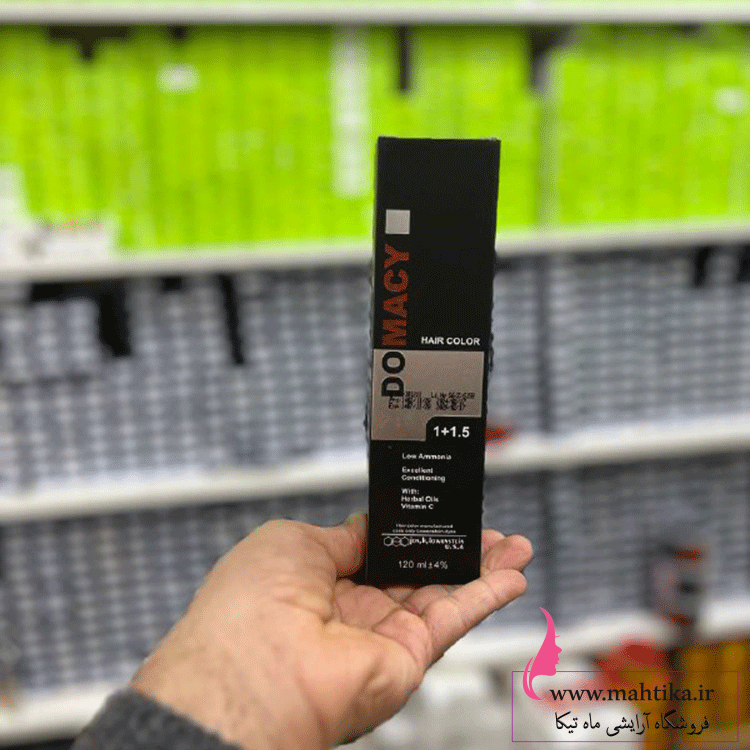 DOMACY
HAIR COLOR
1+1.5
Low Ammonia
Excellent
Conditioning
With:
Herbal Oils
Vitamin C
120 ml ±4%
www.mahtika.ir
فروشگاه آرایشی ماه تیکا